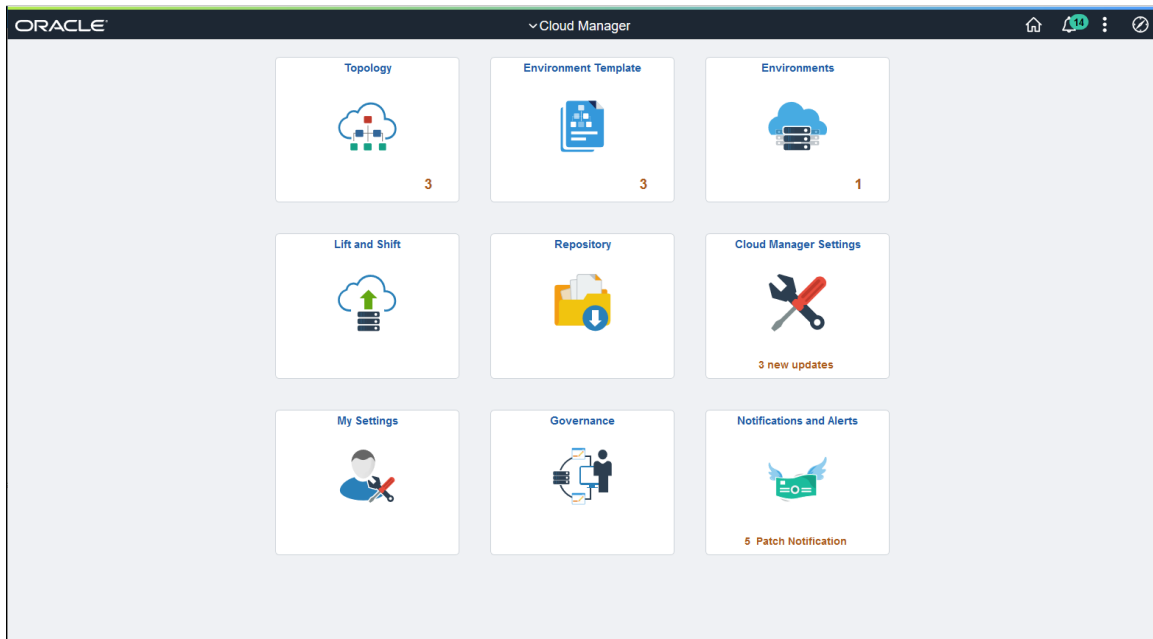 ORACLE
Cloud Manager
14
Topology
3
Environment Template
3
Environments
1
Lift and Shift
Repository
Cloud Manager Settings
3 new updates
My Settings
Governance
Notifications and Alerts
5 Patch Notification